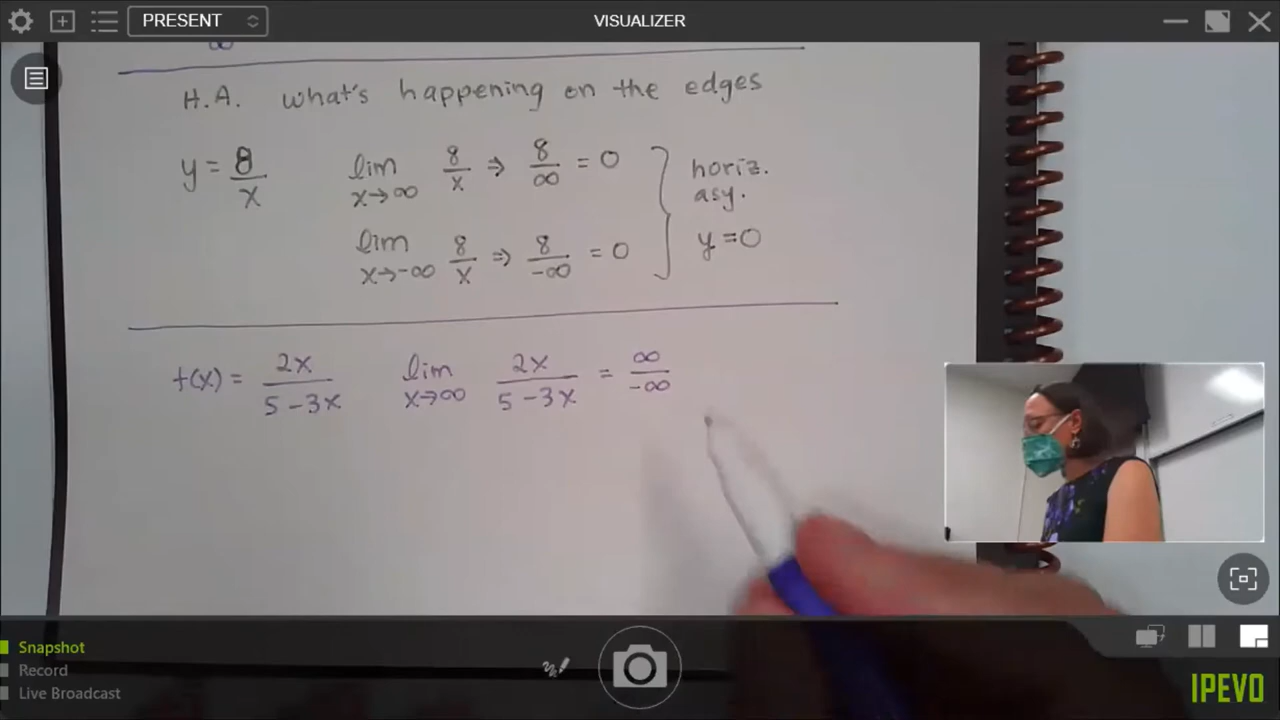 PRESENT
VISUALIZER
∞
H.A. what's happening on the edges
y = 8/x lim x→∞ 8/x ⇒ 8/∞ = 0
lim x→-∞ 8/x ⇒ 8/-∞ = 0
horiz.
asy.
y = 0
f(x) = 2x/(5-3x) lim x→∞ 2x/(5-3x) = ∞/-∞
Snapshot
Record
Live Broadcast
IPEVO